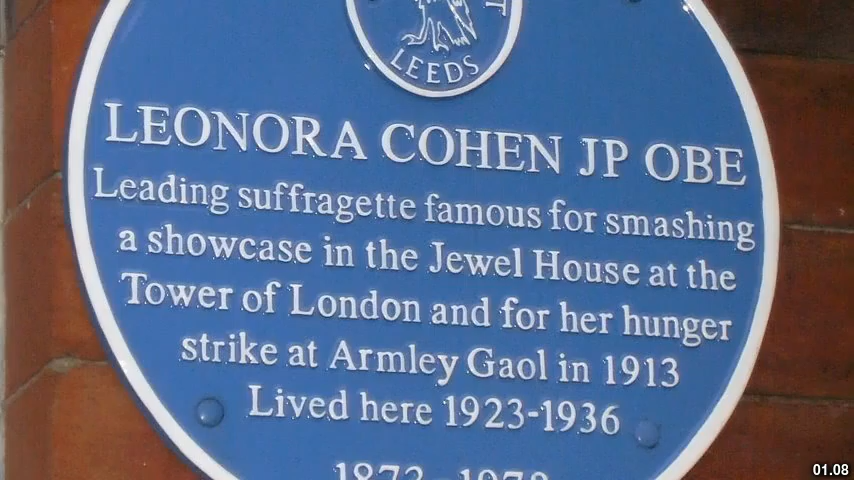 LEEDS
LEONORA COHEN JP OBE
Leading suffragette famous for smashing
a showcase in the Jewel House at the
Tower of London and for her hunger
strike at Armley Gaol in 1913
Lived here 1923-1936
01.08